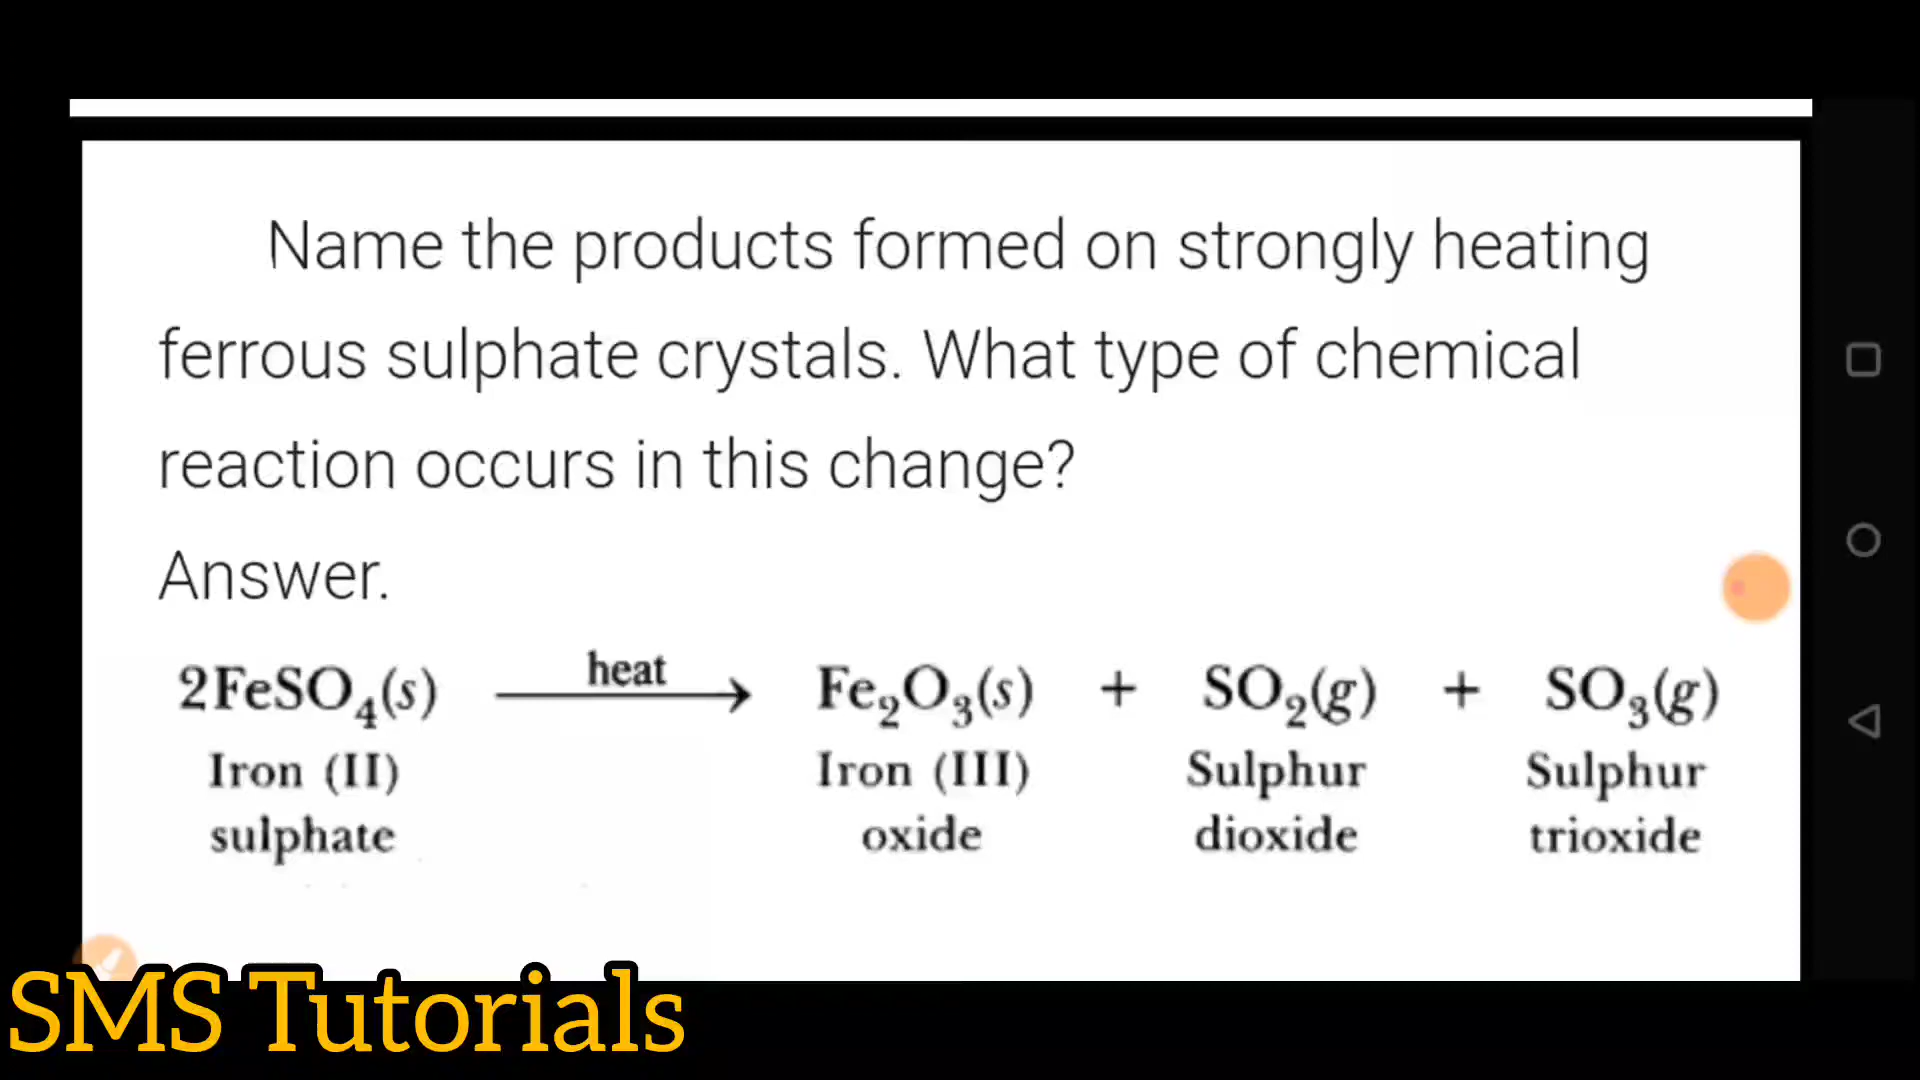 Name the products formed on strongly heating
ferrous sulphate crystals. What type of chemical
reaction occurs in this change?
Answer.
2FeSO₄(s) heat → Fe₂O₃(s) + SO₂(g) + SO₃(g)
Iron (II) Iron (III) Sulphur Sulphur
sulphate oxide dioxide trioxide
SMS Tutorials